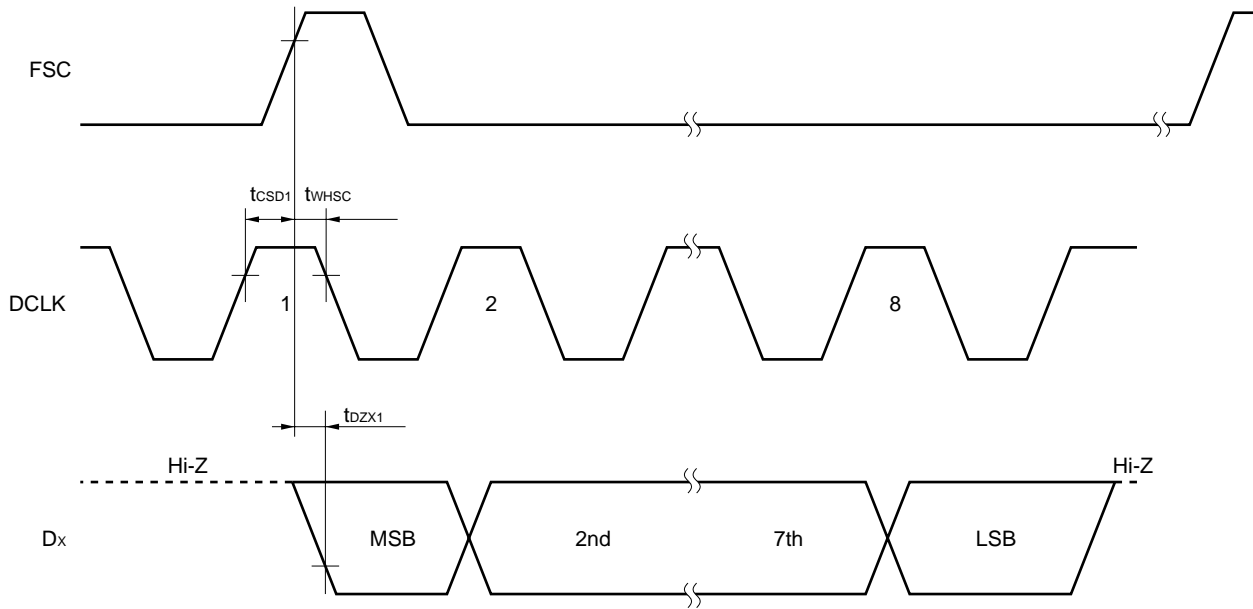 FSC
tCSD1 tWHSC
DCLK
1 2 8
tDZX1
Hi-Z Hi-Z
DX MSB 2nd 7th LSB